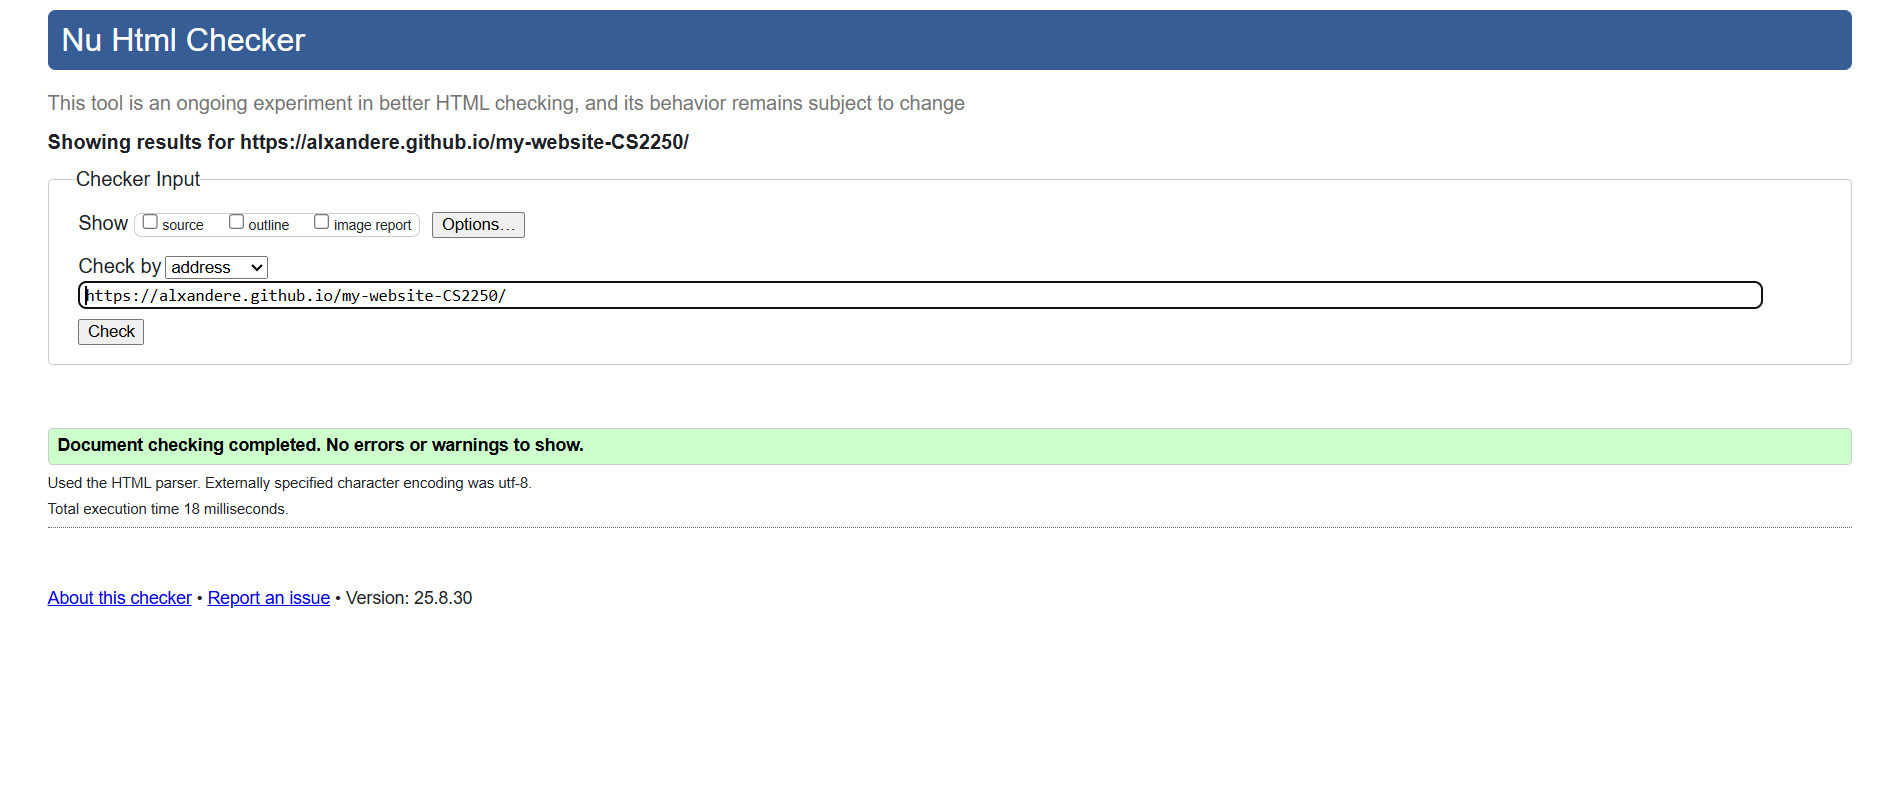 Nu Html Checker
This tool is an ongoing experiment in better HTML checking, and its behavior remains subject to change
Showing results for https://alxandere.github.io/my-website-CS2250/
Checker Input
Show source outline image report Options…
Check by address
https://alxandere.github.io/my-website-CS2250/
Check
Document checking completed. No errors or warnings to show.
Used the HTML parser. Externally specified character encoding was utf-8.
Total execution time 18 milliseconds.
About this checker • Report an issue • Version: 25.8.30